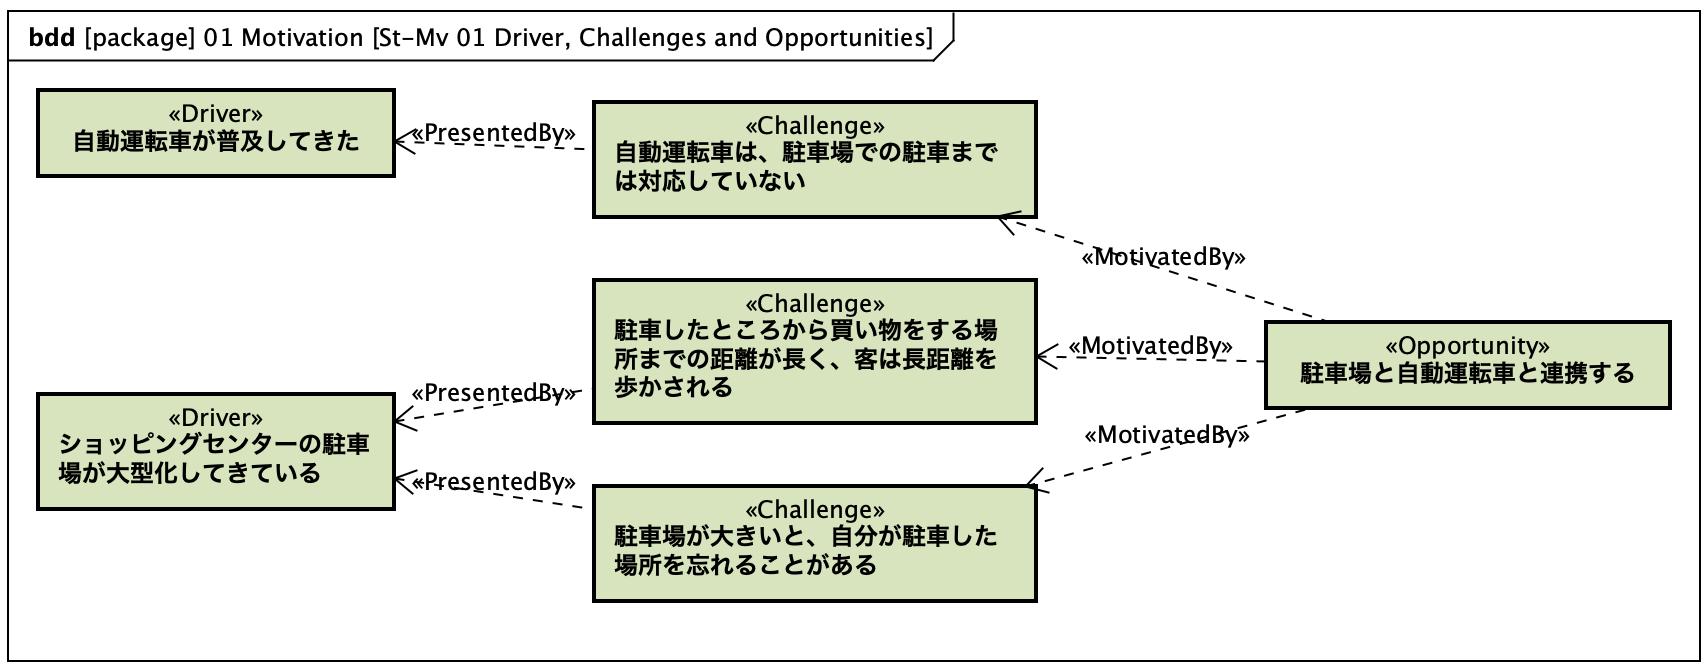 bdd [package] 01 Motivation [St-Mv 01 Driver, Challenges and Opportunities]
«Driver»
自動運転車が普及してきた
«PresentedBy»
«Challenge»
自動運転車は、駐車場での駐車まで
は対応していない
«MotivatedBy»
«Challenge»
駐車したところから買い物をする場
所までの距離が長く、客は長距離を
歩かされる
«MotivatedBy»
«Opportunity»
駐車場と自動運転車と連携する
«PresentedBy»
«Driver»
ショッピングセンターの駐車
場が大型化してきている
«MotivatedBy»
«PresentedBy»
«Challenge»
駐車場が大きいと、自分が駐車した
場所を忘れることがある